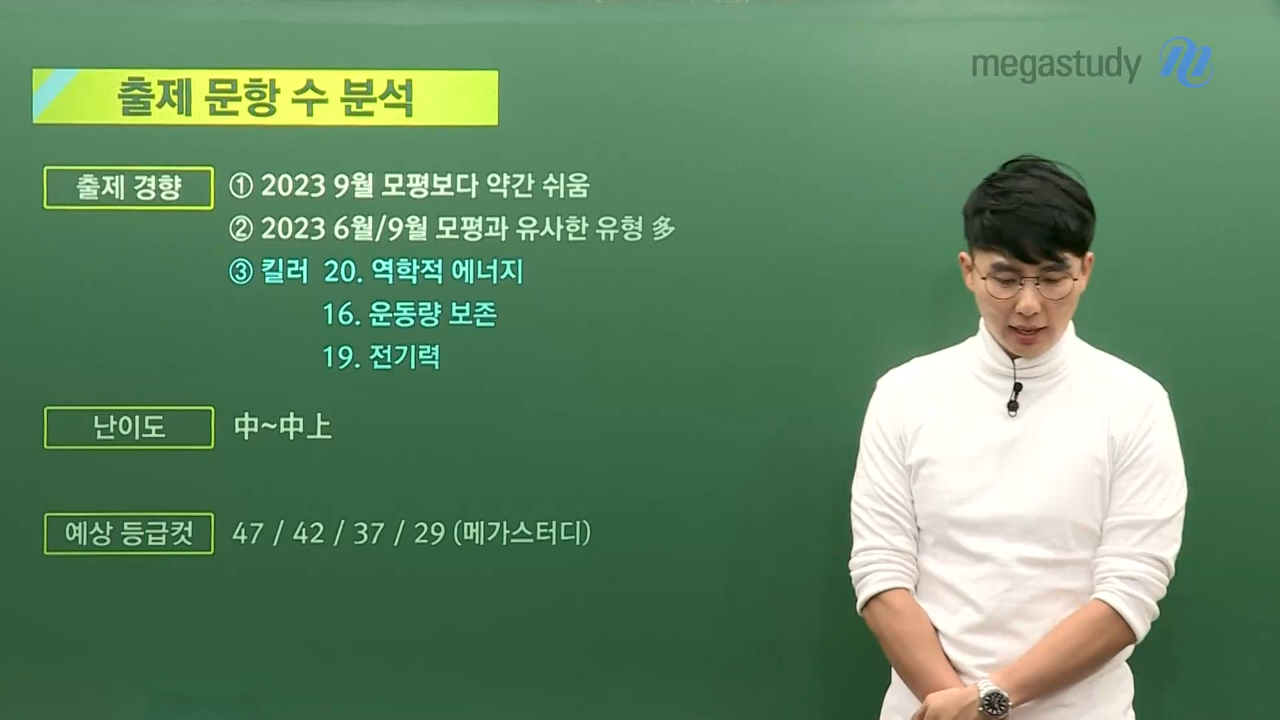 megastudy
출제 문항 수 분석
출제 경향 ① 2023 9월 모평보다 약간 쉬움
② 2023 6월/9월 모평과 유사한 유형 多
③ 킬러 20. 역학적 에너지
16. 운동량 보존
19. 전기력
난이도 中~中上
예상 등급컷 47 / 42 / 37 / 29 (메가스터디)